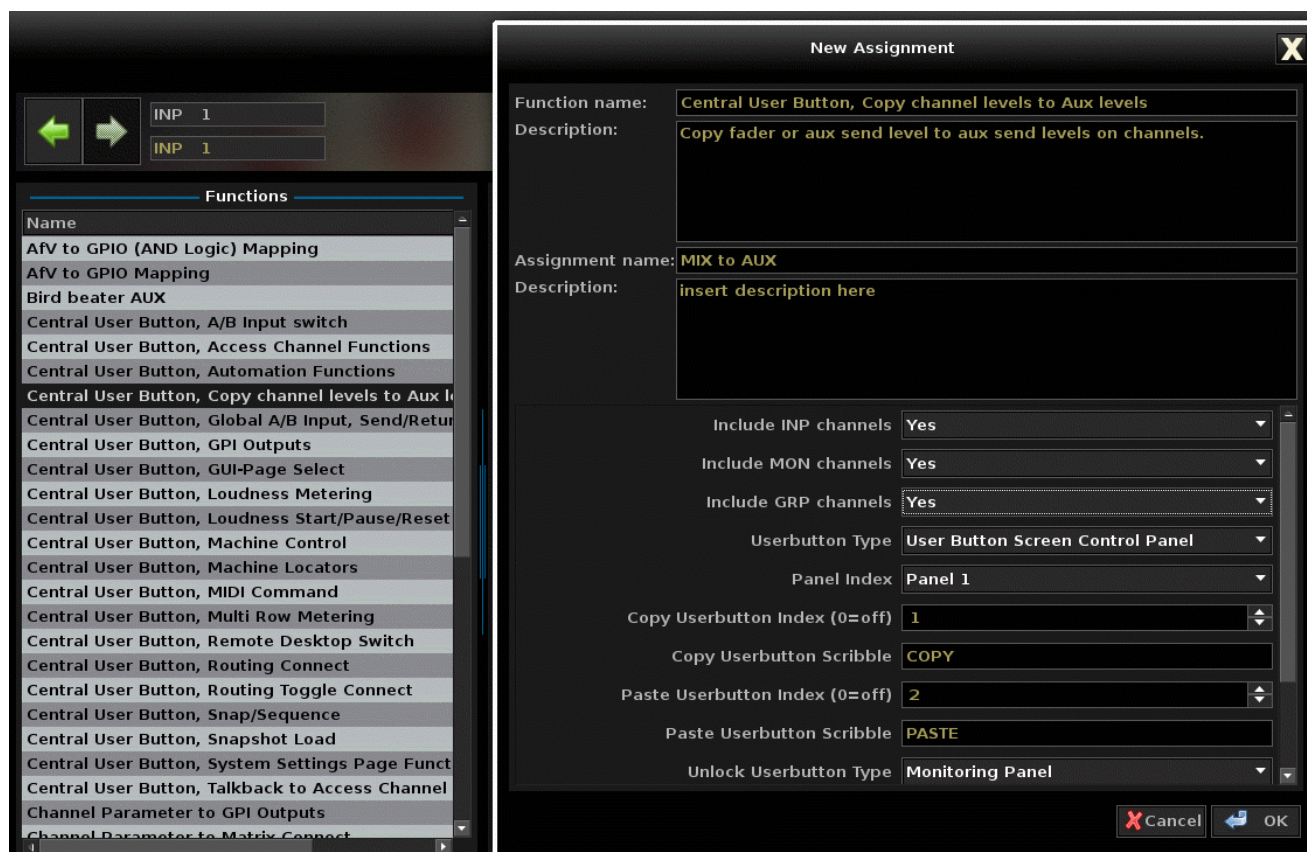 New Assignment
X
INP 1
INP 1
Functions
Name
AfV to GPIO (AND Logic) Mapping
AfV to GPIO Mapping
Bird beater AUX
Central User Button, A/B Input switch
Central User Button, Access Channel Functions
Central User Button, Automation Functions
Central User Button, Copy channel levels to Aux l
Central User Button, Global A/B Input, Send/Retur
Central User Button, GPI Outputs
Central User Button, GUI-Page Select
Central User Button, Loudness Metering
Central User Button, Loudness Start/Pause/Reset
Central User Button, Machine Control
Central User Button, Machine Locators
Central User Button, MIDI Command
Central User Button, Multi Row Metering
Central User Button, Remote Desktop Switch
Central User Button, Routing Connect
Central User Button, Routing Toggle Connect
Central User Button, Snap/Sequence
Central User Button, Snapshot Load
Central User Button, System Settings Page Funct
Central User Button, Talkback to Access Channel
Channel Parameter to GPI Outputs
Channel Parameter to Matrix Connect
Function name: Central User Button, Copy channel levels to Aux levels
Description: Copy fader or aux send level to aux send levels on channels.
Assignment name: MIX to AUX
Description: insert description here
Include INP channels Yes
Include MON channels Yes
Include GRP channels Yes
Userbutton Type User Button Screen Control Panel
Panel Index Panel 1
Copy Userbutton Index (0=off) 1
Copy Userbutton Scribble COPY
Paste Userbutton Index (0=off) 2
Paste Userbutton Scribble PASTE
Unlock Userbutton Type Monitoring Panel
Cancel
OK